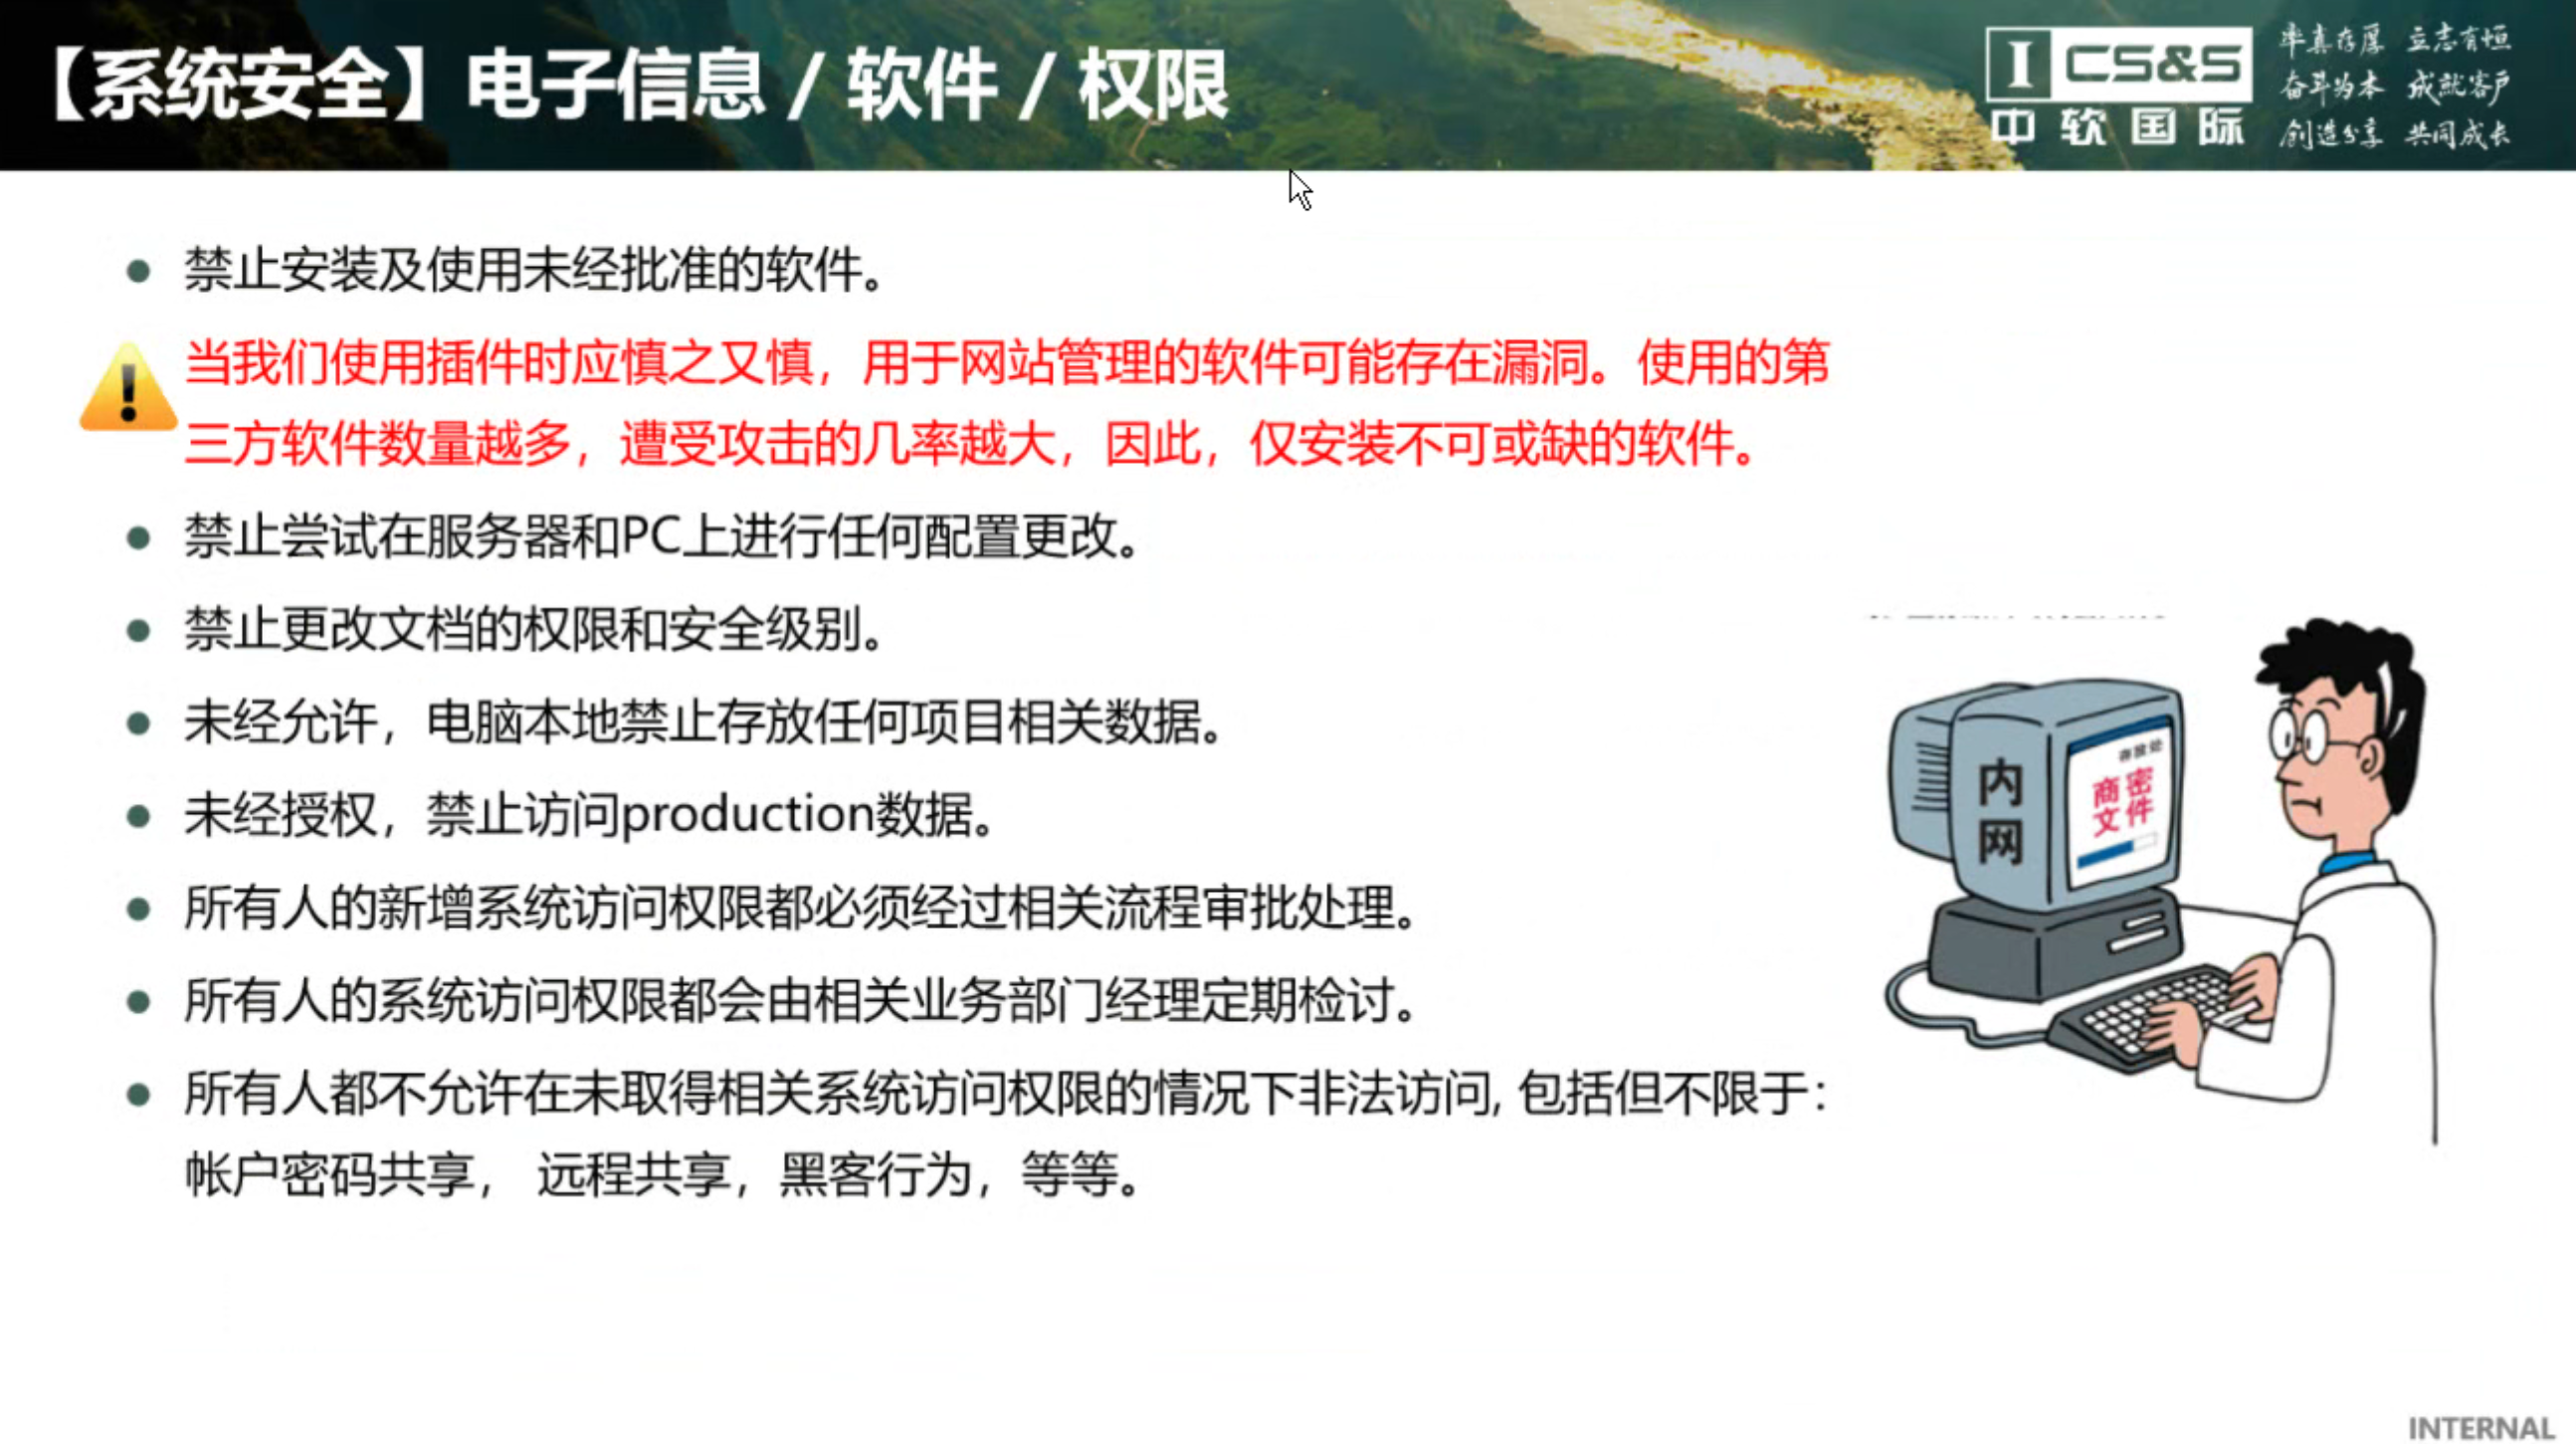 【系统安全】电子信息 / 软件 / 权限
I CS&S
中软国际
率真存厚 立志有恒
奋斗为本 成就客户
创造分享 共同成长
禁止安装及使用未经批准的软件。
当我们使用插件时应慎之又慎，用于网站管理的软件可能存在漏洞。使用的第
三方软件数量越多，遭受攻击的几率越大，因此，仅安装不可或缺的软件。
禁止尝试在服务器和PC上进行任何配置更改。
禁止更改文档的权限和安全级别。
未经允许，电脑本地禁止存放任何项目相关数据。
未经授权，禁止访问production数据。
所有人的新增系统访问权限都必须经过相关流程审批处理。
所有人的系统访问权限都会由相关业务部门经理定期检讨。
所有人都不允许在未取得相关系统访问权限的情况下非法访问, 包括但不限于：
帐户密码共享， 远程共享，黑客行为，等等。
内网
商密
文件
INTERNAL